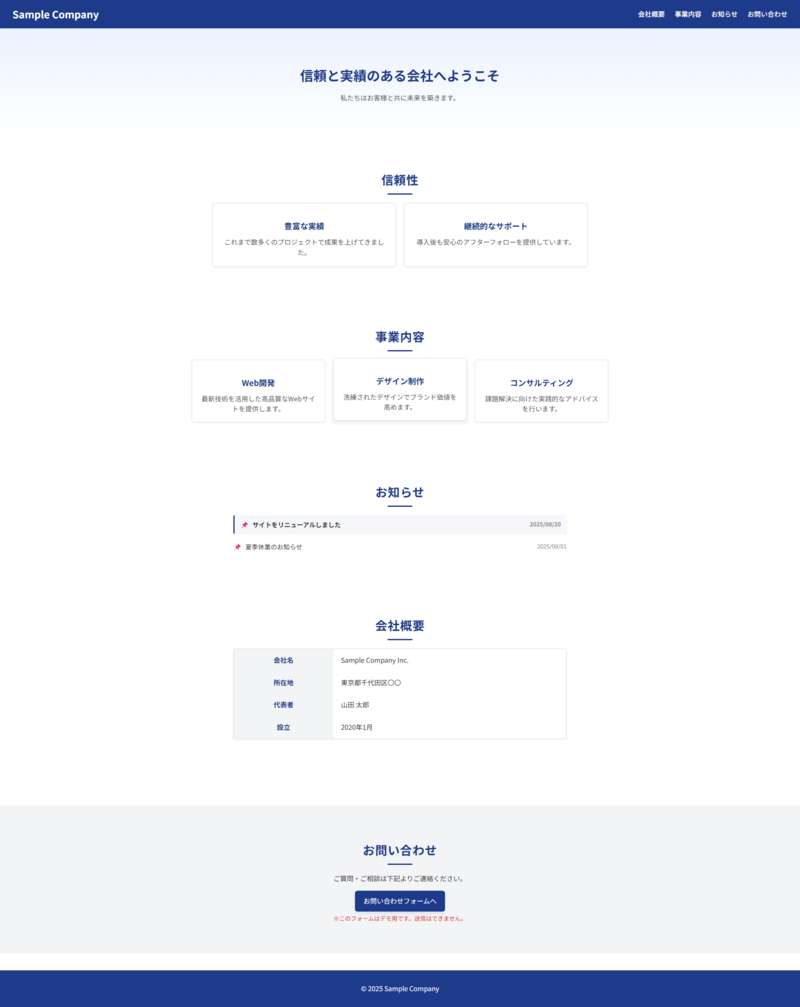 Sample Company
会社概要 事業内容 お知らせ お問い合わせ
信頼と実績のある会社へようこそ
私たちはお客様と共に未来を築きます。
信頼性
豊富な実績
これまで数多くのプロジェクトで成果を上げてきまし
た。
継続的なサポート
導入後も安心のアフターフォローを提供しています。
事業内容
Web開発
最新技術を活用した高品質なWebサイ
トを提供します。
デザイン制作
洗練されたデザインでブランド価値を
高めます。
コンサルティング
課題解決に向けた実践的なアドバイス
を行います。
お知らせ
サイトをリニューアルしました 2025/08/20
夏季休業のお知らせ 2025/08/01
会社概要
会社名 Sample Company Inc.
所在地 東京都千代田区〇〇
代表者 山田 太郎
設立 2020年1月
お問い合わせ
ご質問・ご相談は下記よりご連絡ください。
お問い合わせフォームへ
※このフォームはデモ用です。送信はできません。
© 2025 Sample Company